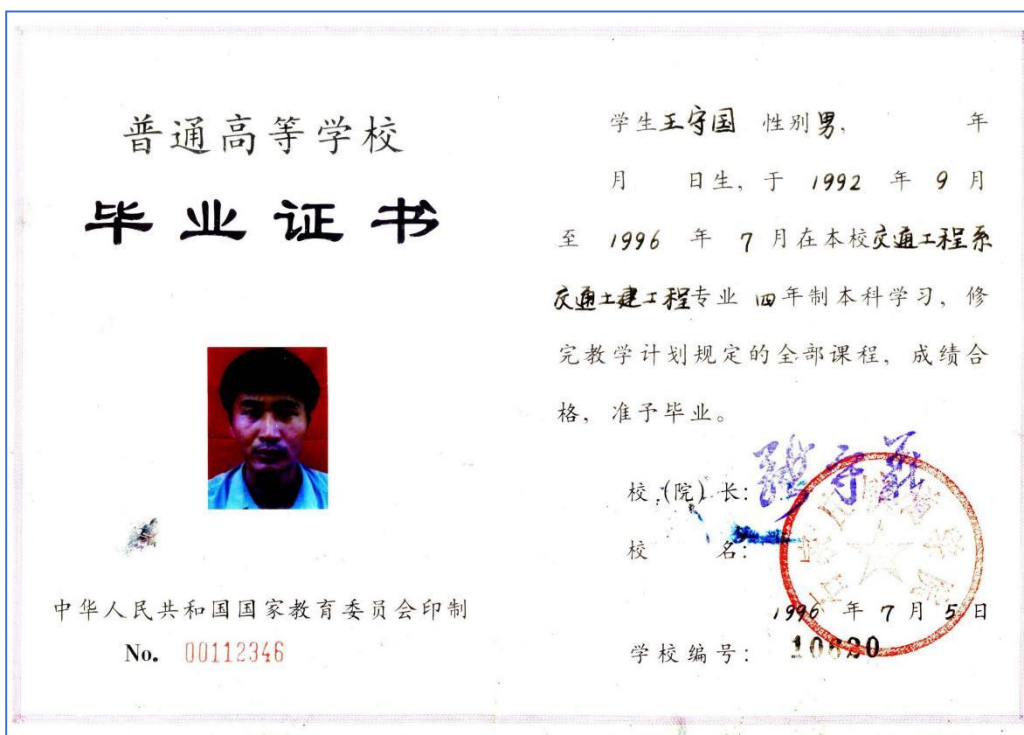 普通高等学校
毕业证书
中华人民共和国国家教育委员会印制
No. 00112346
学生王守国 性别男, 年
月 日生, 于 1992 年 9 月
至 1996 年 7 月在本校交通工程系
交通土建工程专业 四年制本科学习, 修
完教学计划规定的全部课程, 成绩合
格, 准予毕业。
校(院)长:
校 名:
1996 年 7 月 5 日
学校编号: